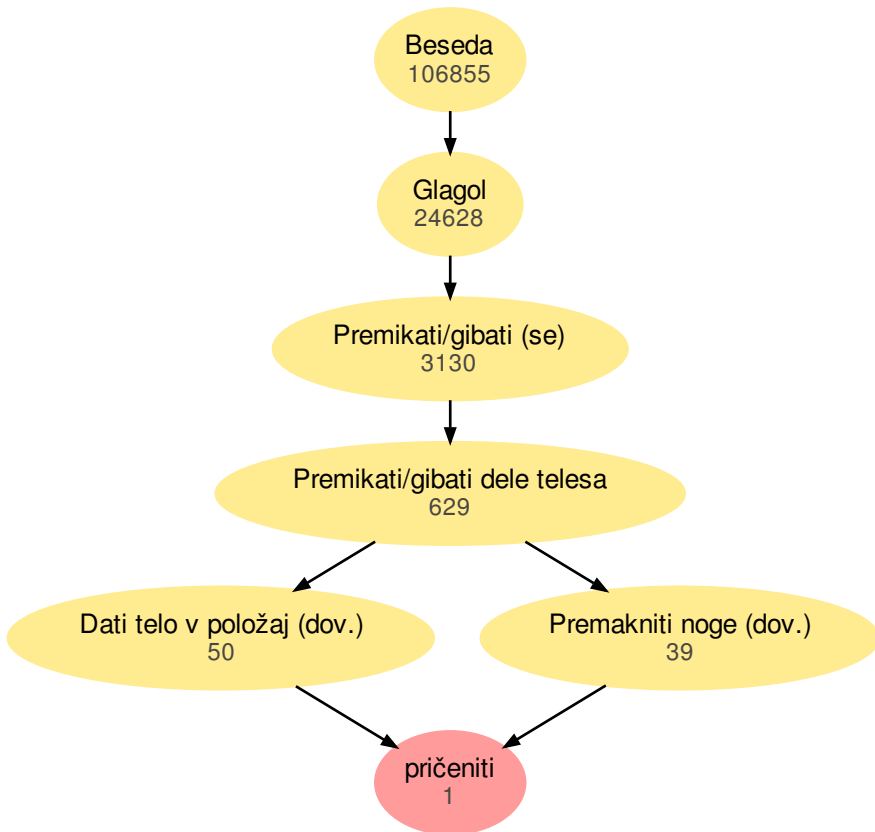 Beseda
106855
Glagol
24628
Premikati/gibati (se)
3130
Premikati/gibati dele telesa
629
Dati telo v položaj (dov.)
50
Premakniti noge (dov.)
39
pričeniti
1